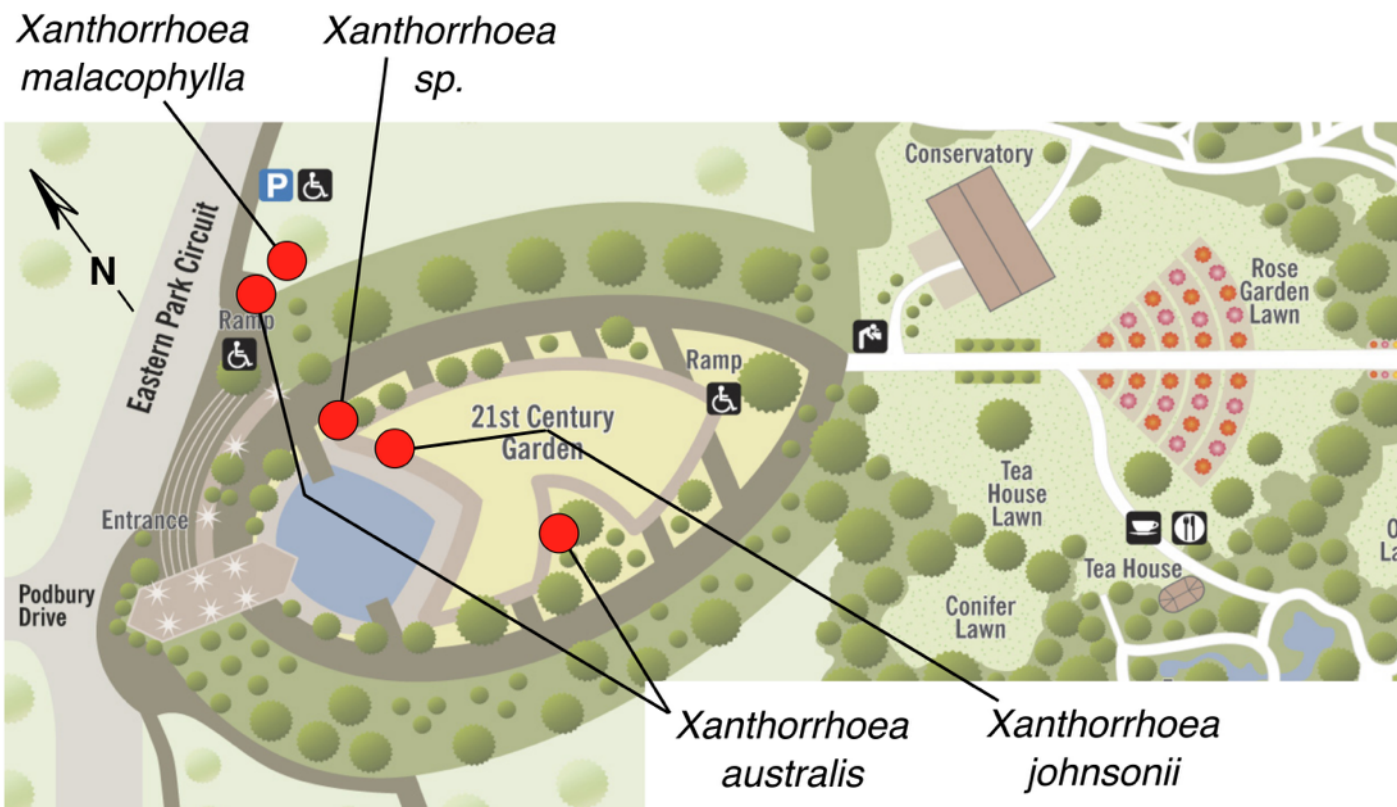 Xanthorrhoea
malacophylla
Xanthorrhoea
sp.
P
N
Eastern Park Circuit
Ramp
Conservatory
Rose
Garden
Lawn
Ramp
21st Century
Garden
Tea
House
Lawn
Entrance
Podbury
Drive
Tea House
Conifer
Lawn
Xanthorrhoea
australis
Xanthorrhoea
johnsonii